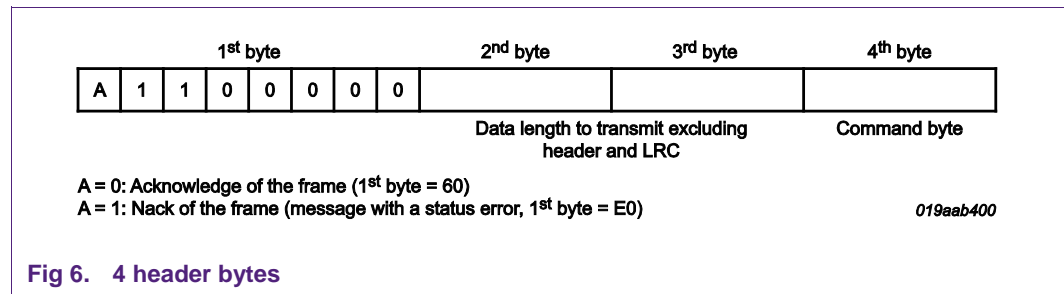 1st byte 2nd byte 3rd byte 4th byte
A 1 1 0 0 0 0 0
Data length to transmit excluding Command byte
header and LRC
A = 0: Acknowledge of the frame (1st byte = 60)
A = 1: Nack of the frame (message with a status error, 1st byte = E0) 019aab400
Fig 6. 4 header bytes